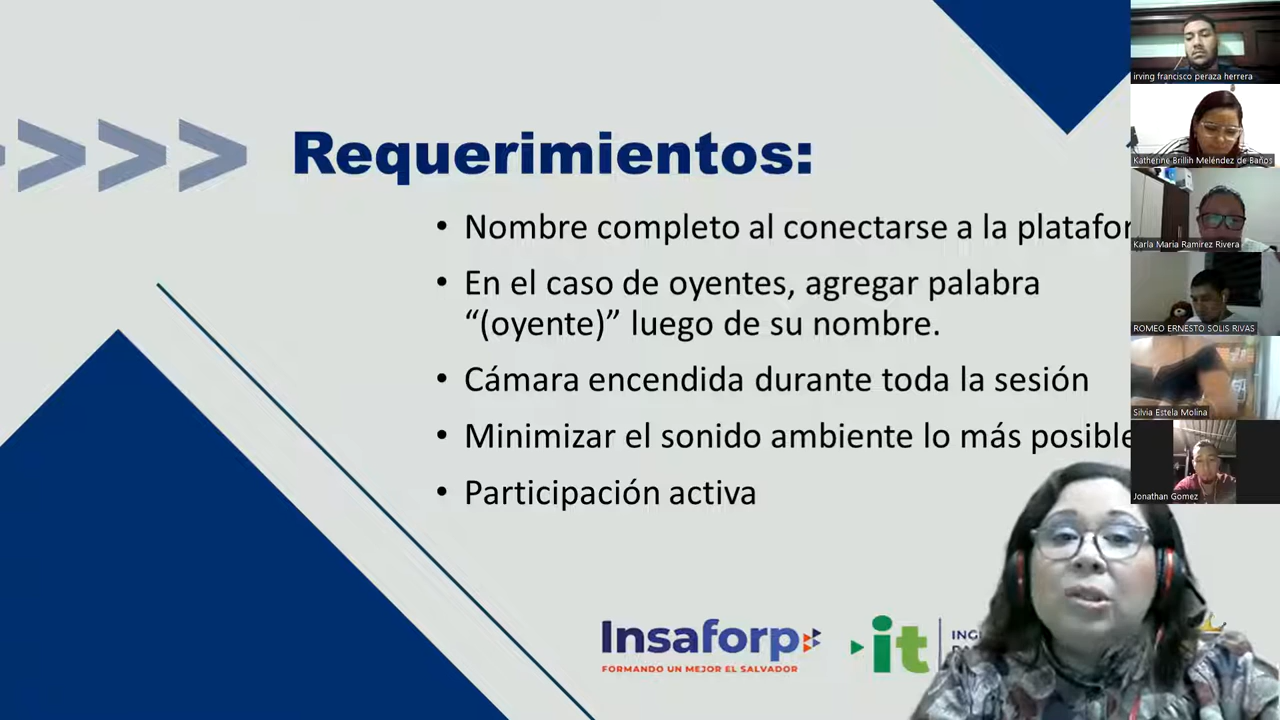 Requerimientos:
• Nombre completo al conectarse a la platafor
• En el caso de oyentes, agregar palabra
“(oyente)” luego de su nombre.
• Cámara encendida durante toda la sesión
• Minimizar el sonido ambiente lo más posible
• Participación activa
Insaforp
FORMANDO UN MEJOR EL SALVADOR
it
irving francisco peraza herrera
Katherine Brillih Meléndez de Baños
Karla Maria Ramirez Rivera
ROMEO ERNESTO SOLIS RIVAS
Silvia Estela Molina
Jonathan Gomez